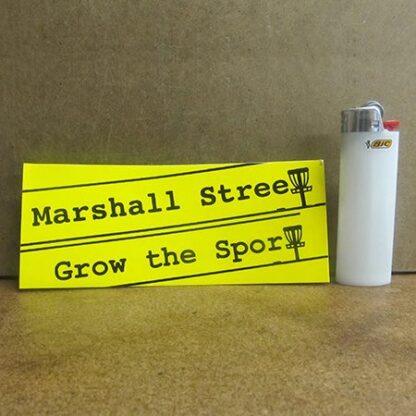 Marshall Stree
Grow the Spor
BIC